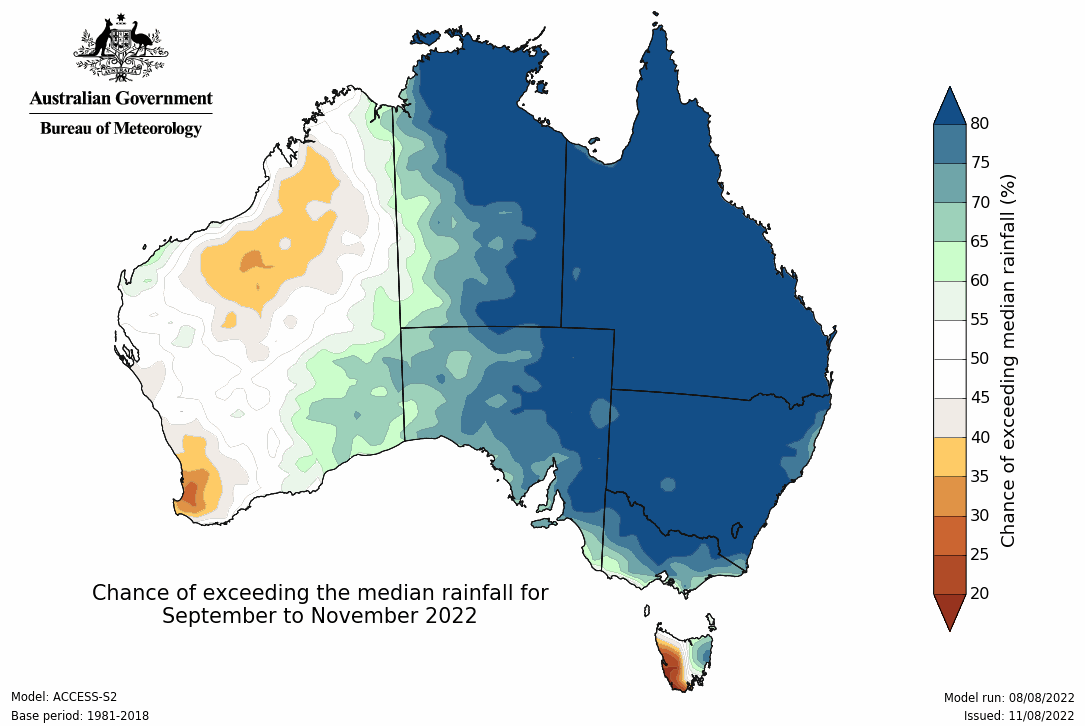 Australian Government
Bureau of Meteorology
80
75
70
65
60
55
50
45
40
35
30
25
20
Chance of exceeding median rainfall (%)
Chance of exceeding the median rainfall for
September to November 2022
Model: ACCESS-S2
Base period: 1981-2018
Model run: 08/08/2022
Issued: 11/08/2022